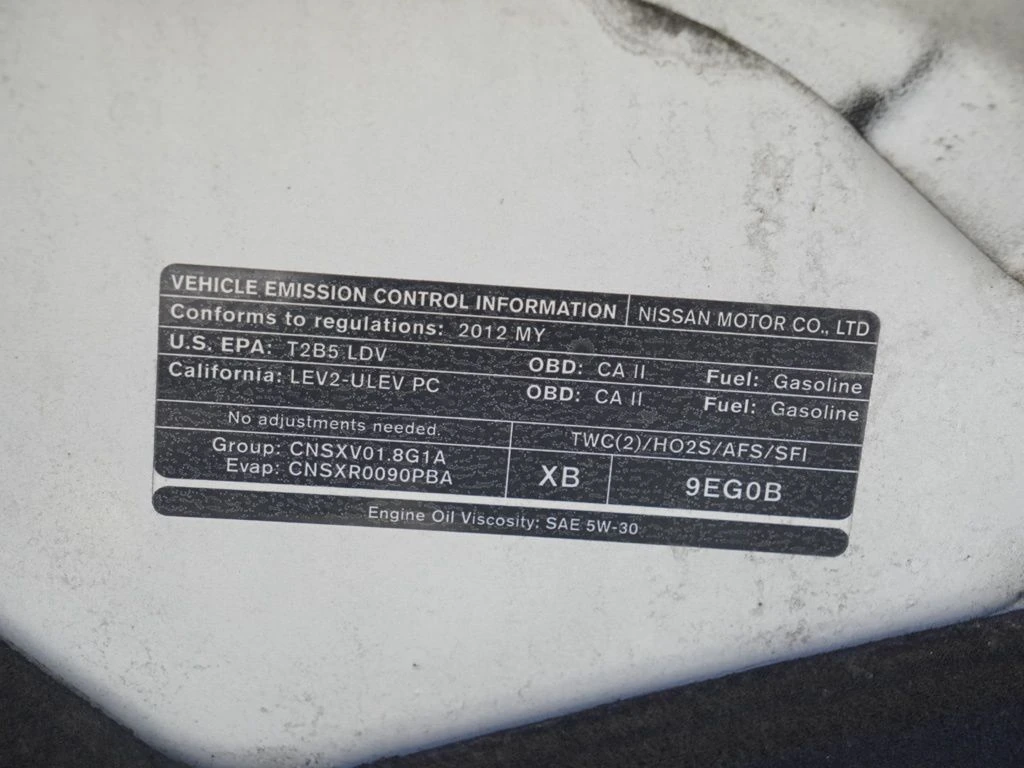 VEHICLE EMISSION CONTROL INFORMATION NISSAN MOTOR CO., LTD
Conforms to regulations: 2012 MY
U.S. EPA: T2B5 LDV OBD: CA II Fuel: Gasoline
California: LEV2-ULEV PC OBD: CA II Fuel: Gasoline
No adjustments needed. TWC(2)/HO2S/AFS/SFI
Group: CNSXV01.8G1A
Evap: CNSXR0090PBA XB 9EG0B
Engine Oil Viscosity: SAE 5W-30